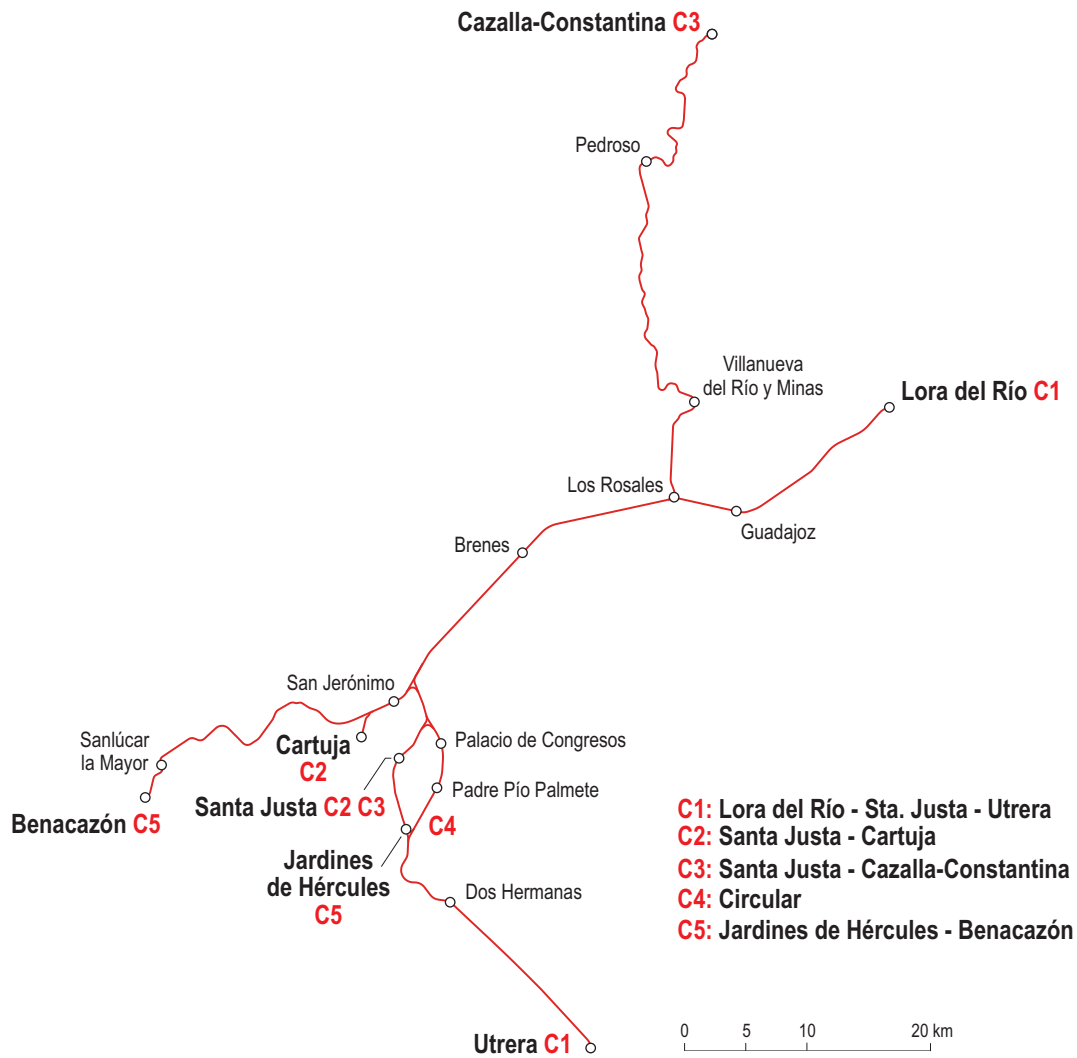 Cazalla-Constantina C3
Pedroso
Villanueva
del Río y Minas
Lora del Río C1
Los Rosales
Guadajoz
Brenes
San Jerónimo
Sanlúcar
la Mayor
Cartuja
C2
Palacio de Congresos
Santa Justa C2 C3
Padre Pío Palmete
Benacazón C5
C4
Jardines
de Hércules
C5
Dos Hermanas
Utrera C1
C1: Lora del Río - Sta. Justa - Utrera
C2: Santa Justa - Cartuja
C3: Santa Justa - Cazalla-Constantina
C4: Circular
C5: Jardines de Hércules - Benacazón
0 5 10 20 km